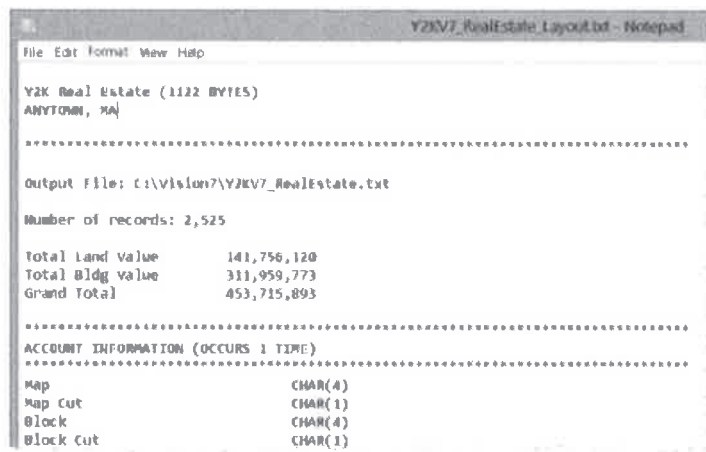 Y2KV7_RealEstate_Layout.txt - Notepad
File Edit Format View Help
Y2K Real Estate (1122 BYTES)
ANYTOWN, MA
********************************************************************************
Output File: C:\Vision7\Y2KV7_RealEstate.txt
Number of records: 2,525
Total Land Value 141,756,120
Total Bldg Value 311,959,773
Grand Total 453,715,893
********************************************************************************
ACCOUNT INFORMATION (OCCURS 1 TIME)
********************************************************************************
Map CHAR(4)
Map Cut CHAR(1)
Block CHAR(4)
Block Cut CHAR(1)